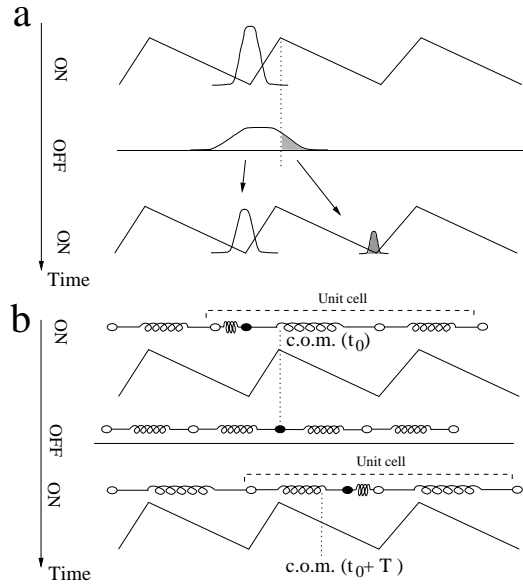 a
ON
OFF
ON
Time
b
Unit cell
ON
c.o.m. (t0)
OFF
Unit cell
ON
Time
c.o.m. (t0+ T)